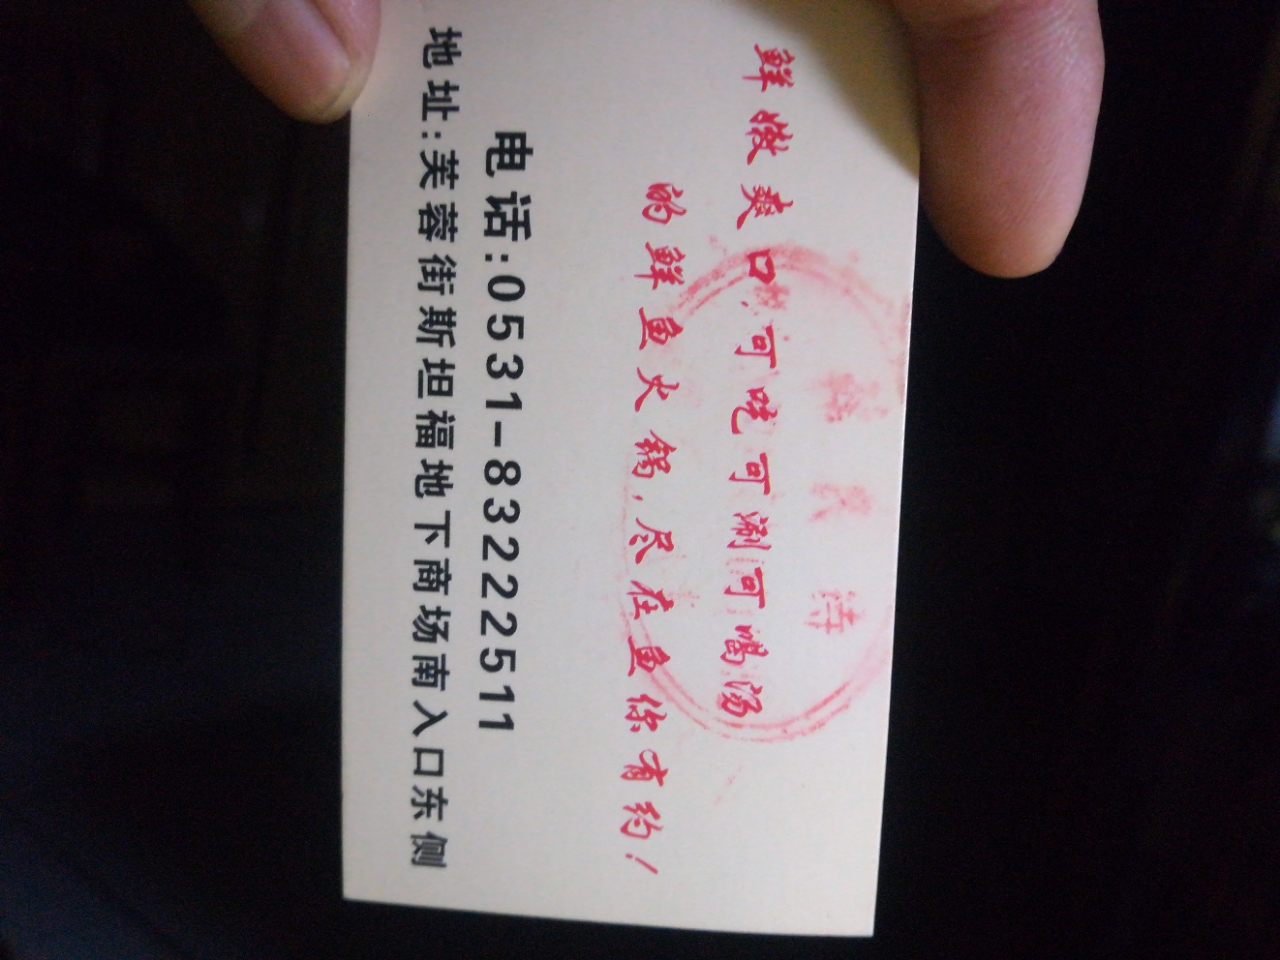 鲜嫩爽口可吃可涮可喝汤
的鲜鱼火锅,尽在鱼你有约!
电话:0531-83222511
地址:芙蓉街斯坦福地下商场南入口东侧